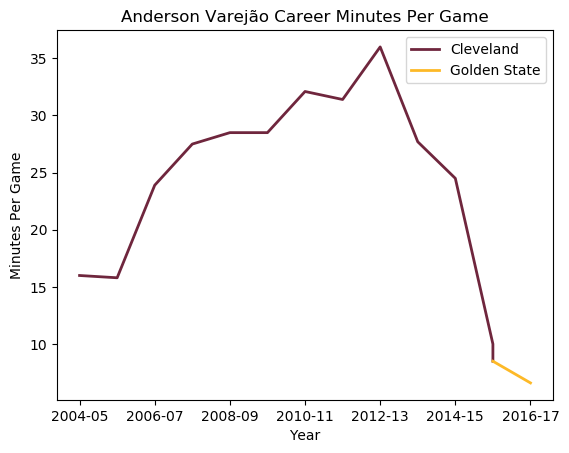 Anderson Varejão Career Minutes Per Game
Cleveland
Golden State
Minutes Per Game
35
30
25
20
15
10
2004-05 2006-07 2008-09 2010-11 2012-13 2014-15 2016-17
Year